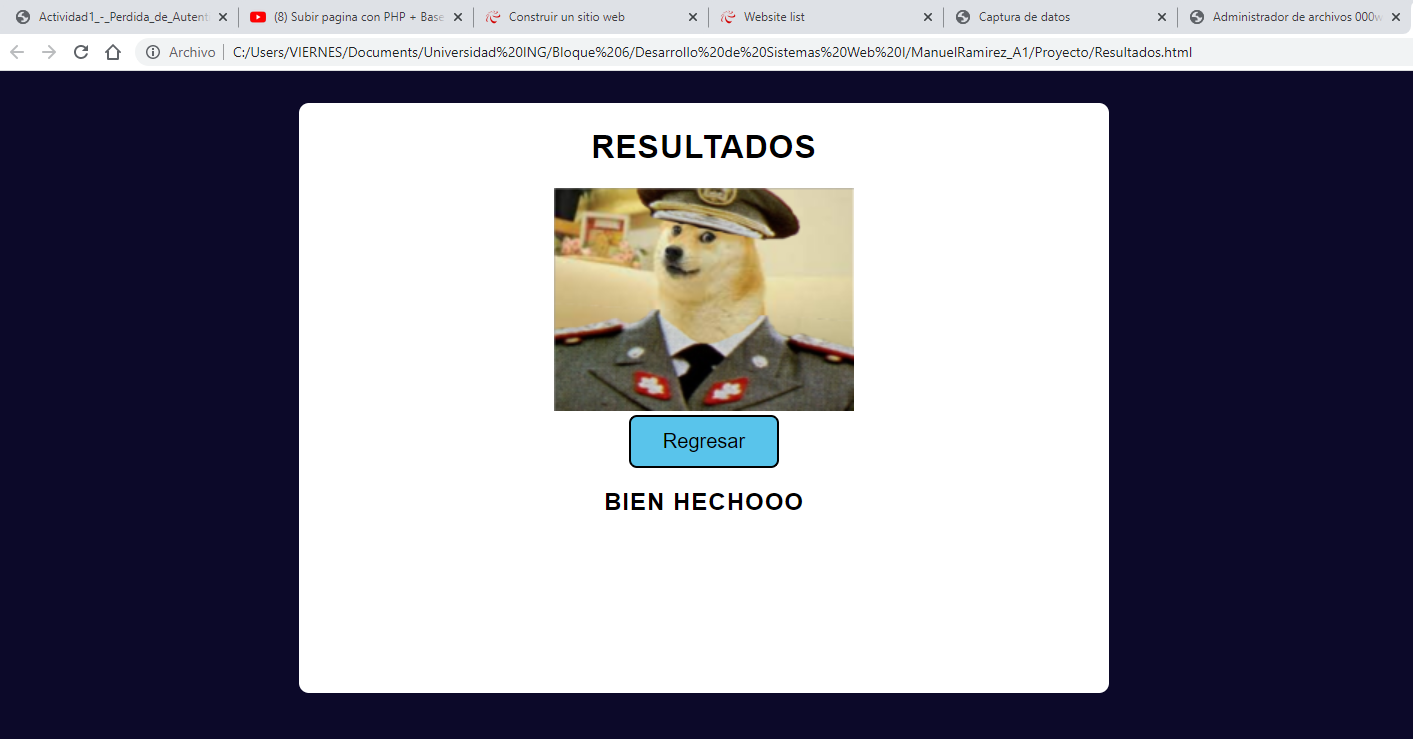 Actividad1_-_Perdida_de_Autent
(8) Subir pagina con PHP + Base
Construir un sitio web
Website list
Captura de datos
Administrador de archivos 000w
Archivo
C:/Users/VIERNES/Documents/Universidad%20ING/Bloque%206/Desarrollo%20de%20Sistemas%20Web%20I/ManuelRamirez_A1/Proyecto/Resultados.html
RESULTADOS
Regresar
BIEN HECHOOO